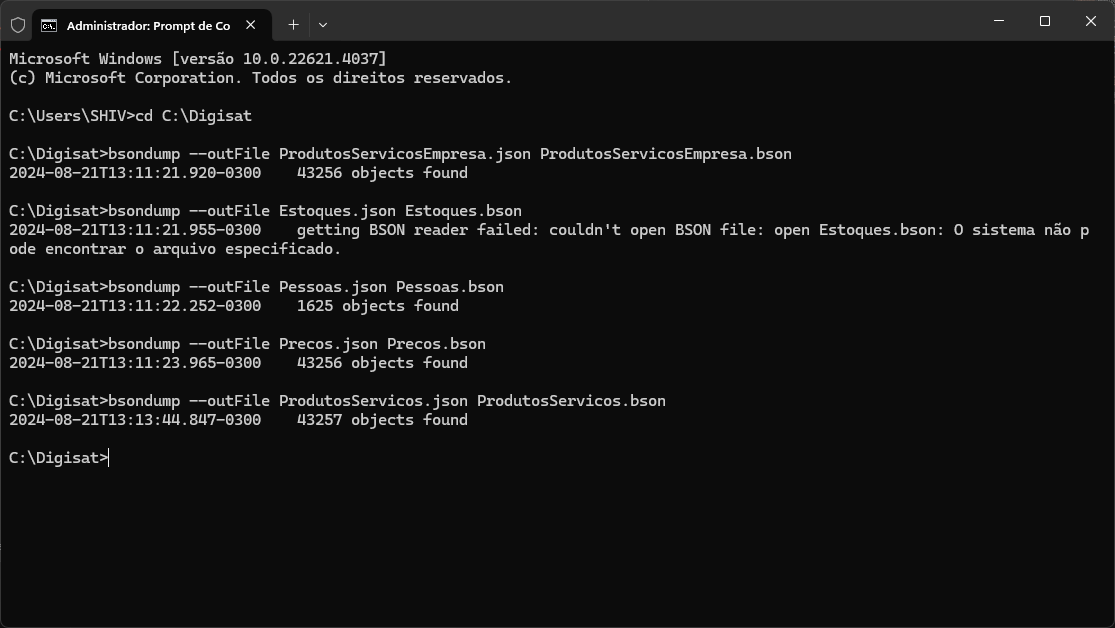 Administrador: Prompt de Co
Microsoft Windows [versão 10.0.22621.4037]
(c) Microsoft Corporation. Todos os direitos reservados.
C:\Users\SHIV>cd C:\Digisat
C:\Digisat>bsondump --outFile ProdutosServicosEmpresa.json ProdutosServicosEmpresa.bson
2024-08-21T13:11:21.920-0300    43256 objects found
C:\Digisat>bsondump --outFile Estoques.json Estoques.bson
2024-08-21T13:11:21.955-0300    getting BSON reader failed: couldn't open BSON file: open Estoques.bson: O sistema não p
ode encontrar o arquivo especificado.
C:\Digisat>bsondump --outFile Pessoas.json Pessoas.bson
2024-08-21T13:11:22.252-0300    1625 objects found
C:\Digisat>bsondump --outFile Precos.json Precos.bson
2024-08-21T13:11:23.965-0300    43256 objects found
C:\Digisat>bsondump --outFile ProdutosServicos.json ProdutosServicos.bson
2024-08-21T13:13:44.847-0300    43257 objects found
C:\Digisat>